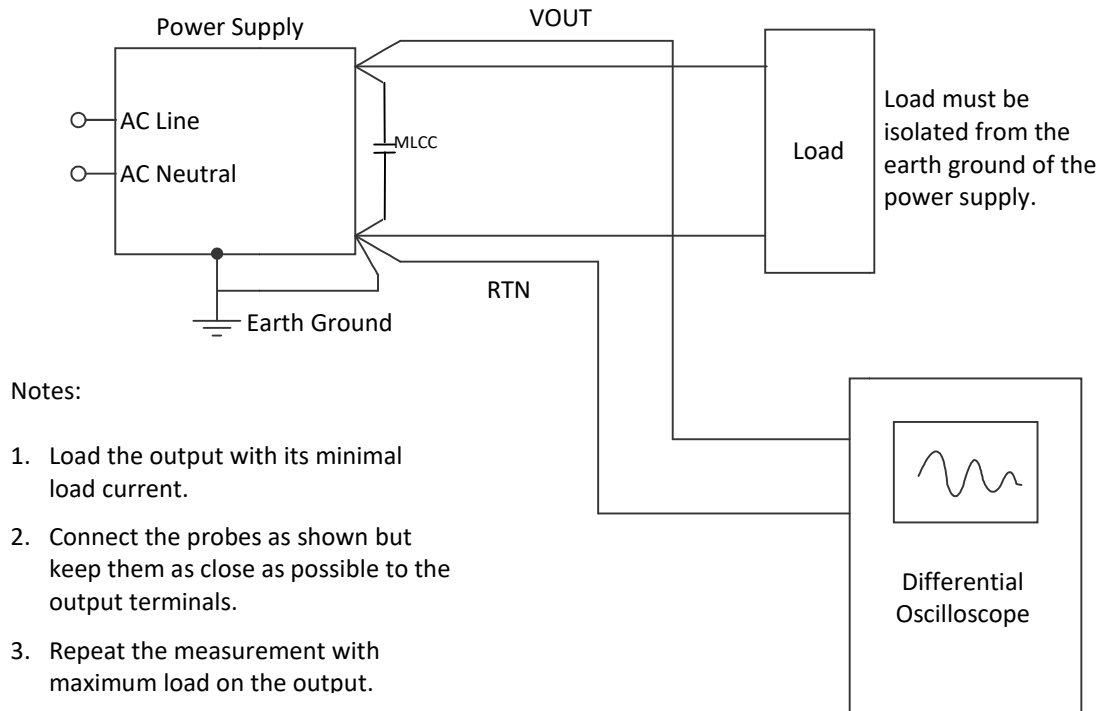 VOUT
Power Supply
AC Line
AC Neutral
MLCC
Load
Load must be
isolated from the
earth ground of the
power supply.
RTN
Earth Ground
Notes:
1. Load the output with its minimal
load current.
2. Connect the probes as shown but
keep them as close as possible to the
output terminals.
3. Repeat the measurement with
maximum load on the output.
Differential
Oscilloscope